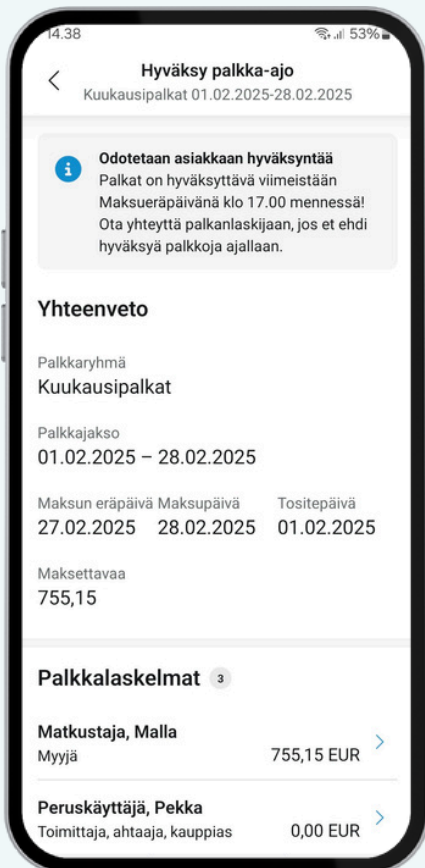 14.38 53%
Hyväksy palkka-ajo
Kuukausipalkat 01.02.2025-28.02.2025
Odotetaan asiakkaan hyväksyntää
Palkat on hyväksyttävä viimeistään
Maksueräpäivänä klo 17.00 mennessä!
Ota yhteyttä palkanlaskijaan, jos et ehdi
hyväksyä palkkoja ajallaan.
Yhteenveto
Palkkaryhmä
Kuukausipalkat
Palkkajakso
01.02.2025 – 28.02.2025
Maksun eräpäivä Maksupäivä Tositepäivä
27.02.2025 28.02.2025 01.02.2025
Maksettavaa
755,15
Palkkalaskelmat 3
Matkustaja, Malla
Myyjä 755,15 EUR
Peruskäyttäjä, Pekka
Toimittaja, ahtaaja, kauppias 0,00 EUR